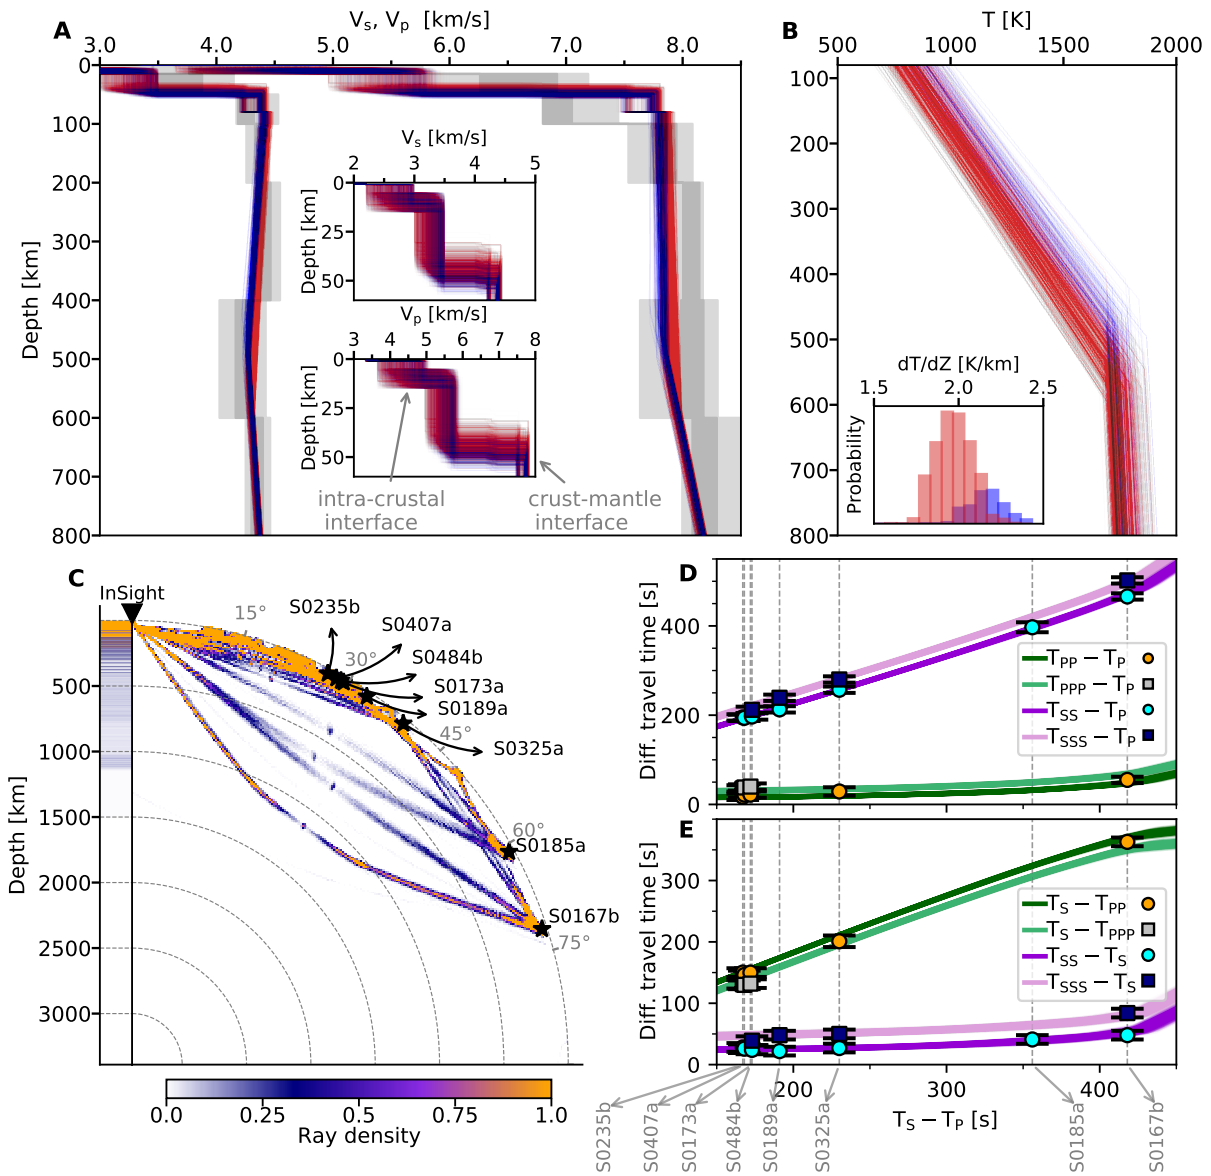 A
Vs, Vp [km/s]
3.0 4.0 5.0 6.0 7.0 8.0
0
100
200
300
400
500
600
700
800
Depth [km]
Vs [km/s]
2 3 4 5
0
25
50
Depth [km]
Vp [km/s]
3 4 5 6 7 8
0
25
50
Depth [km]
intra-crustal
interface
crust-mantle
interface
B
T [K]
500 1000 1500 2000
100
200
300
400
500
600
700
800
dT/dZ [K/km]
1.5 2.0 2.5
Probability
C
InSight
15°
30°
45°
60°
75°
S0235b
S0407a
S0484b
S0173a
S0189a
S0325a
S0185a
S0167b
500
1000
1500
2000
2500
3000
Depth [km]
0.0 0.25 0.5 0.75 1.0
Ray density
D
Diff. travel time [s]
400
200
0
TPP − TP
TPPP − TP
TSS − TP
TSSS − TP
E
Diff. travel time [s]
300
200
100
0
TS − TPP
TS − TPPP
TSS − TS
TSSS − TS
200 300 400
TS − TP [s]
S0235b
S0407a
S0173a
S0484b
S0189a
S0325a
S0185a
S0167b